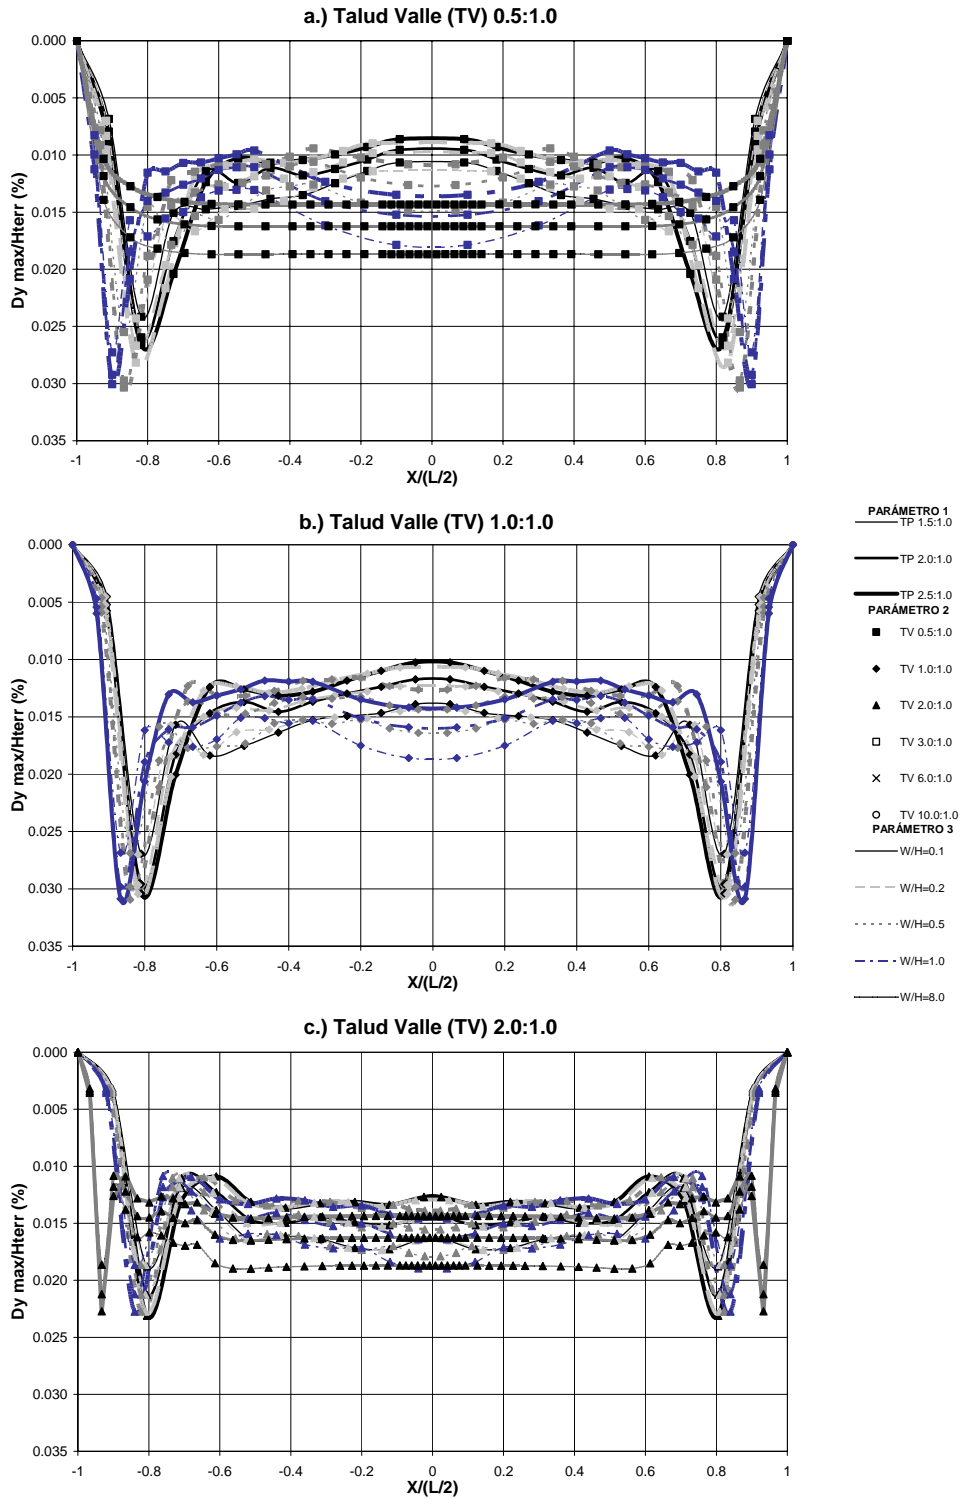 a.) Talud Valle (TV) 0.5:1.0
0.000
0.005
0.010
0.015
0.020
0.025
0.030
0.035
Dy max/Hterr (%)
-1 -0.8 -0.6 -0.4 -0.2 0 0.2 0.4 0.6 0.8 1
X/(L/2)
b.) Talud Valle (TV) 1.0:1.0
0.000
0.005
0.010
0.015
0.020
0.025
0.030
0.035
Dy max/Hterr (%)
-1 -0.8 -0.6 -0.4 -0.2 0 0.2 0.4 0.6 0.8 1
X/(L/2)
PARÁMETRO 1
TP 1.5:1.0
TP 2.0:1.0
TP 2.5:1.0
PARÁMETRO 2
TV 0.5:1.0
TV 1.0:1.0
TV 2.0:1.0
TV 3.0:1.0
TV 6.0:1.0
TV 10.0:1.0
PARÁMETRO 3
W/H=0.1
W/H=0.2
W/H=0.5
W/H=1.0
W/H=8.0
c.) Talud Valle (TV) 2.0:1.0
0.000
0.005
0.010
0.015
0.020
0.025
0.030
0.035
Dy max/Hterr (%)
-1 -0.8 -0.6 -0.4 -0.2 0 0.2 0.4 0.6 0.8 1
X/(L/2)